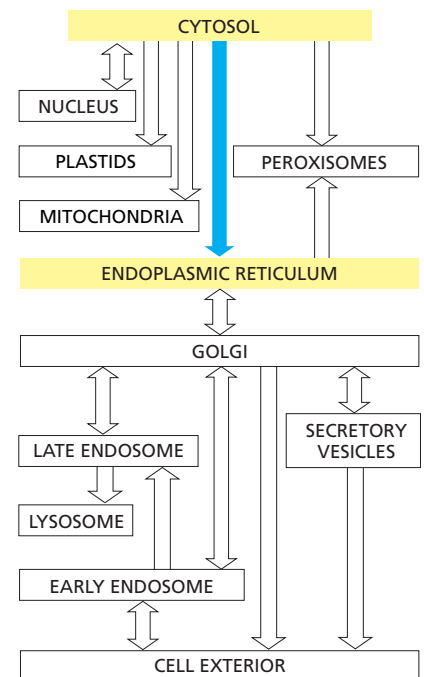 CYTOSOL
NUCLEUS
PLASTIDS
PEROXISOMES
MITOCHONDRIA
ENDOPLASMIC RETICULUM
GOLGI
LATE ENDOSOME
SECRETORY
VESICLES
LYSOSOME
EARLY ENDOSOME
CELL EXTERIOR